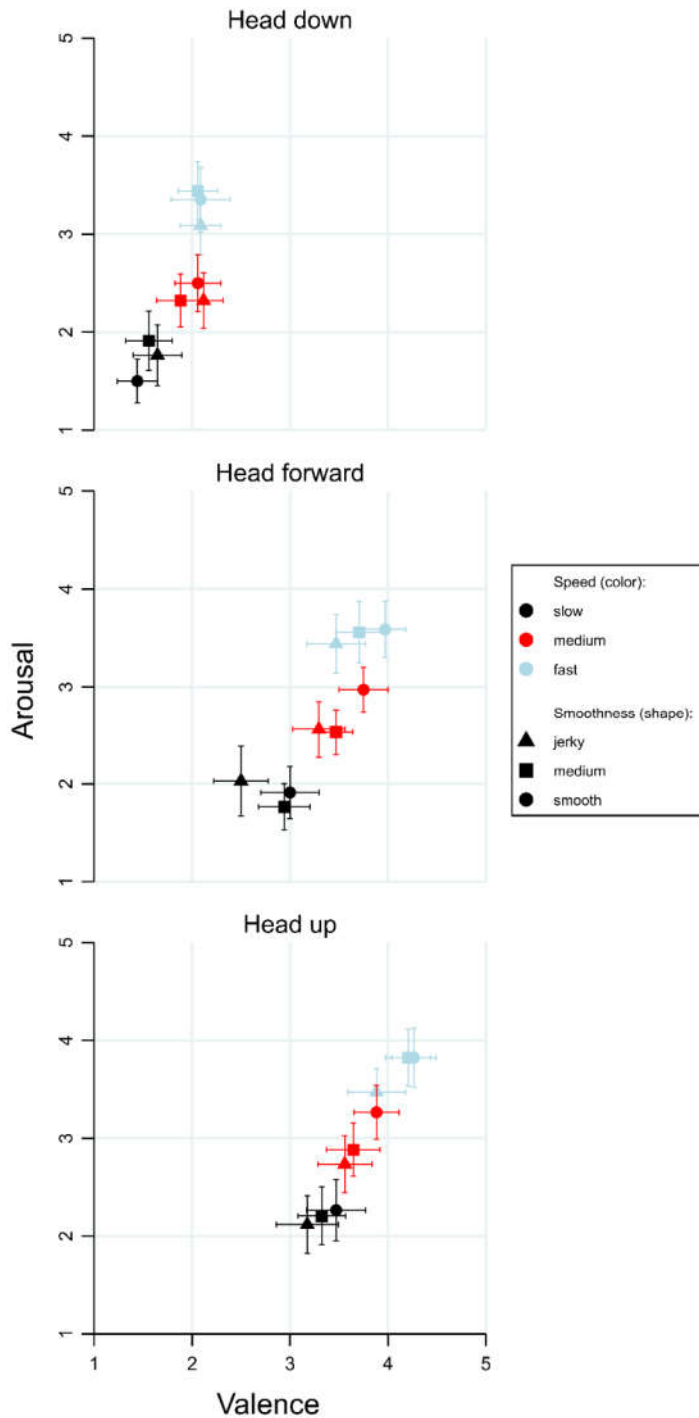 Head down
5
4
3
2
1
Head forward
5
4
3
2
1
Arousal
Speed (color):
slow
medium
fast
Smoothness (shape):
jerky
medium
smooth
Head up
5
4
3
2
1
1 2 3 4 5
Valence